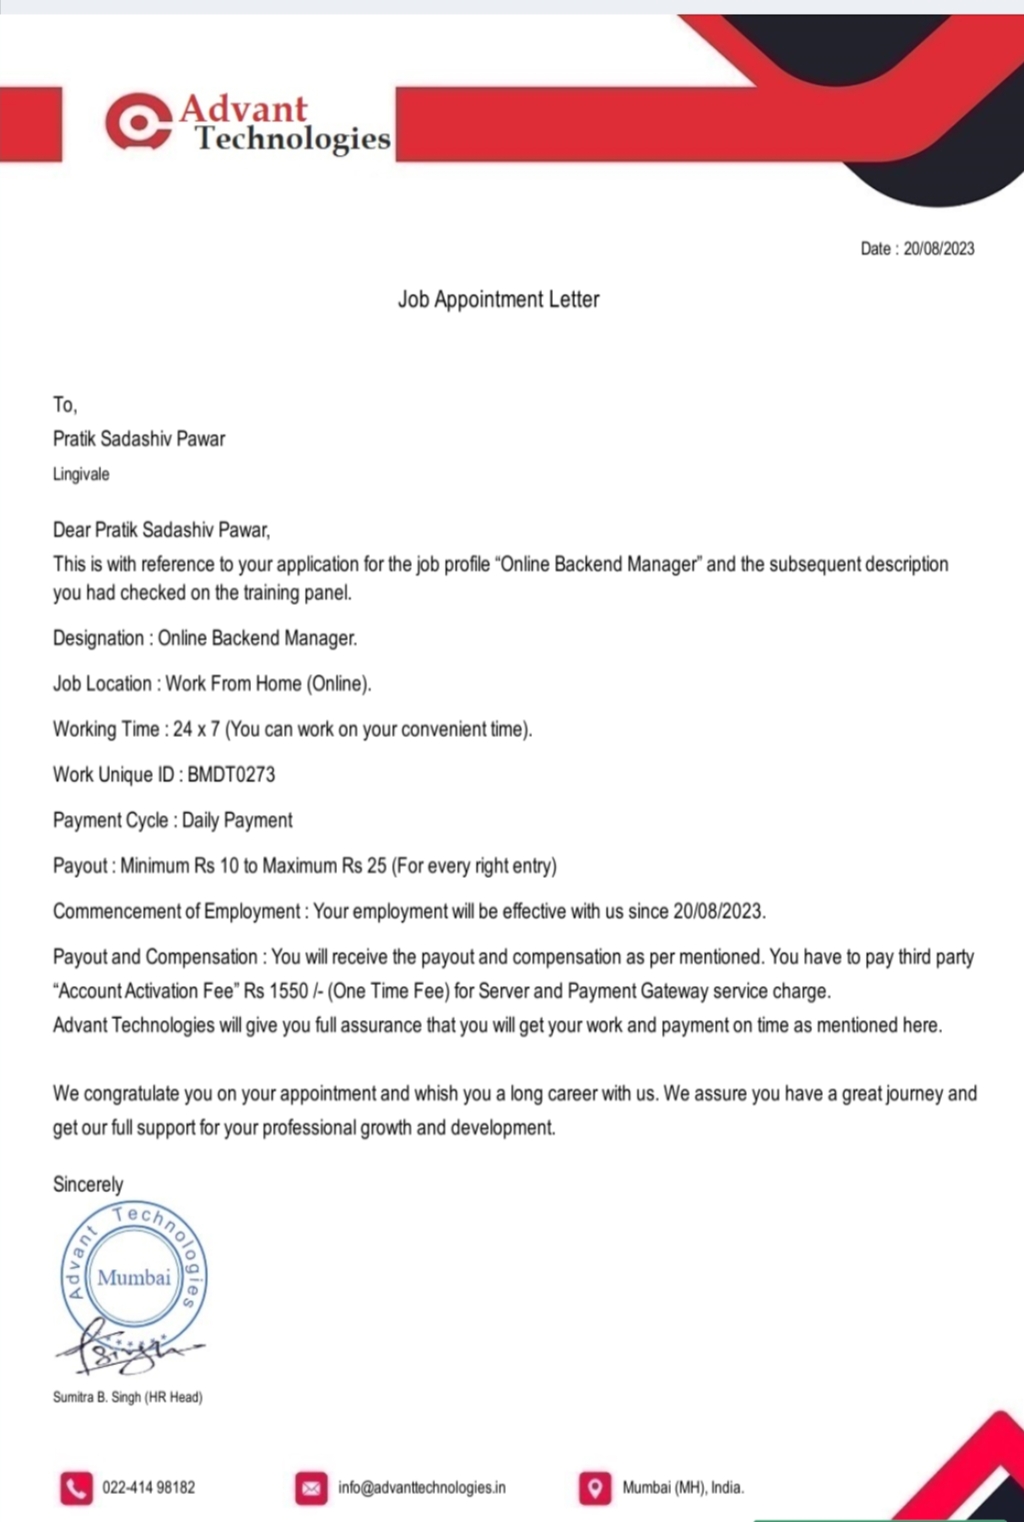 Advant
Technologies
Date : 20/08/2023
Job Appointment Letter
To,
Pratik Sadashiv Pawar
Lingivale
Dear Pratik Sadashiv Pawar,
This is with reference to your application for the job profile “Online Backend Manager” and the subsequent description
you had checked on the training panel.
Designation : Online Backend Manager.
Job Location : Work From Home (Online).
Working Time : 24 x 7 (You can work on your convenient time).
Work Unique ID : BMDT0273
Payment Cycle : Daily Payment
Payout : Minimum Rs 10 to Maximum Rs 25 (For every right entry)
Commencement of Employment : Your employment will be effective with us since 20/08/2023.
Payout and Compensation : You will receive the payout and compensation as per mentioned. You have to pay third party
“Account Activation Fee” Rs 1550 /- (One Time Fee) for Server and Payment Gateway service charge.
Advant Technologies will give you full assurance that you will get your work and payment on time as mentioned here.
We congratulate you on your appointment and whish you a long career with us. We assure you have a great journey and
get our full support for your professional growth and development.
Sincerely
Advant Technologies
Mumbai
Singh
Sumitra B. Singh (HR Head)
022-414 98182
info@advanttechnologies.in
Mumbai (MH), India.